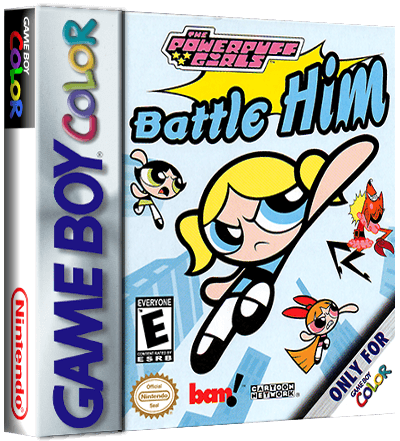 GAME BOY
COLOR
Nintendo
GAME BOY COLOR
THE
POWERPUFF
GIRLS
Battle Him
EVERYONE
E
CONTENT RATED BY
ESRB
Official
Nintendo
Seal
bam!
CARTOON
NETWORK
ONLY FOR
GAME BOY
COLOR